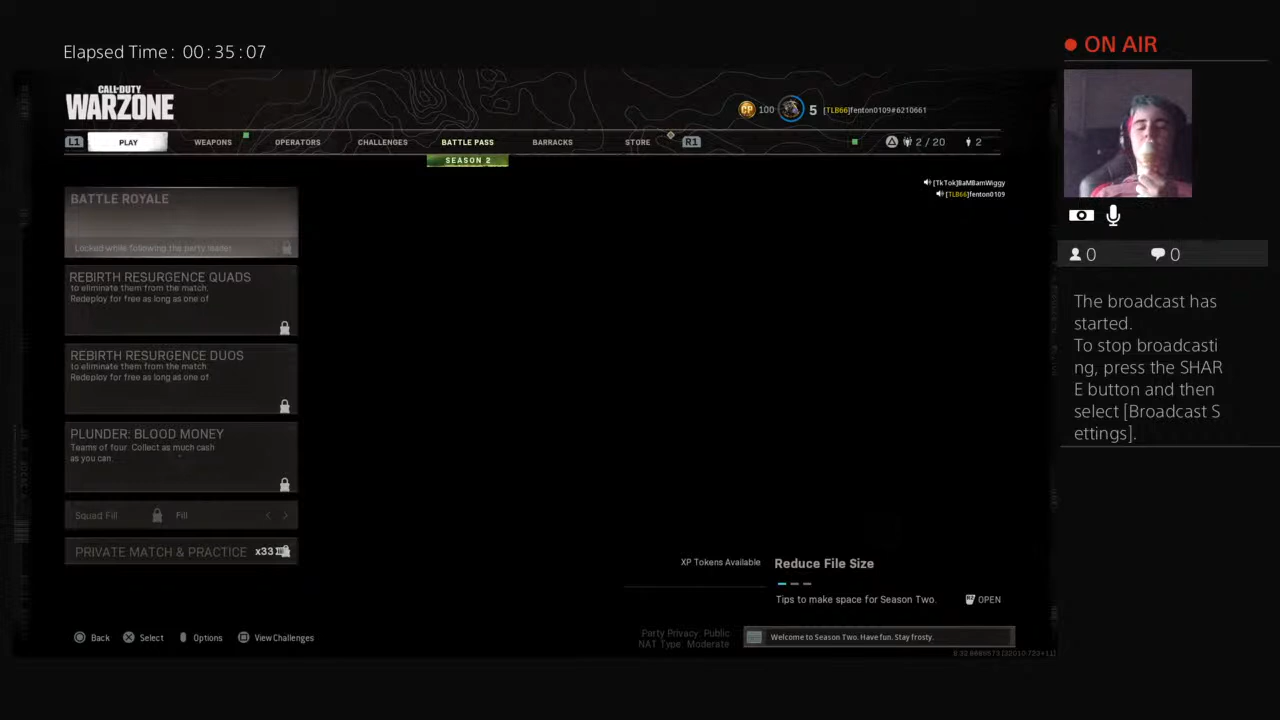 Elapsed Time: 00:35:07
ON AIR
CALL OF DUTY
WARZONE
CP 100 5 [TLB66]fenton0109#6210661
L1 PLAY WEAPONS OPERATORS CHALLENGES BATTLE PASS BARRACKS STORE R1 2 / 20 2
SEASON 2
[TkTok]BaMBamWiggy
[TLB66]fenton0109
BATTLE ROYALE
Locked while following the party leader
REBIRTH RESURGENCE QUADS
to eliminate them from the match.
Redeploy for free as long as one of
REBIRTH RESURGENCE DUOS
to eliminate them from the match.
Redeploy for free as long as one of
PLUNDER: BLOOD MONEY
Teams of four. Collect as much cash
as you can.
Squad Fill Fill
PRIVATE MATCH & PRACTICE x33
0 0
The broadcast has
started.
To stop broadcasti
ng, press the SHAR
E button and then
select [Broadcast S
ettings].
XP Tokens Available
Reduce File Size
Tips to make space for Season Two.
OPEN
Back Select Options View Challenges
Party Privacy: Public
NAT Type: Moderate
Welcome to Season Two. Have fun. Stay frosty.